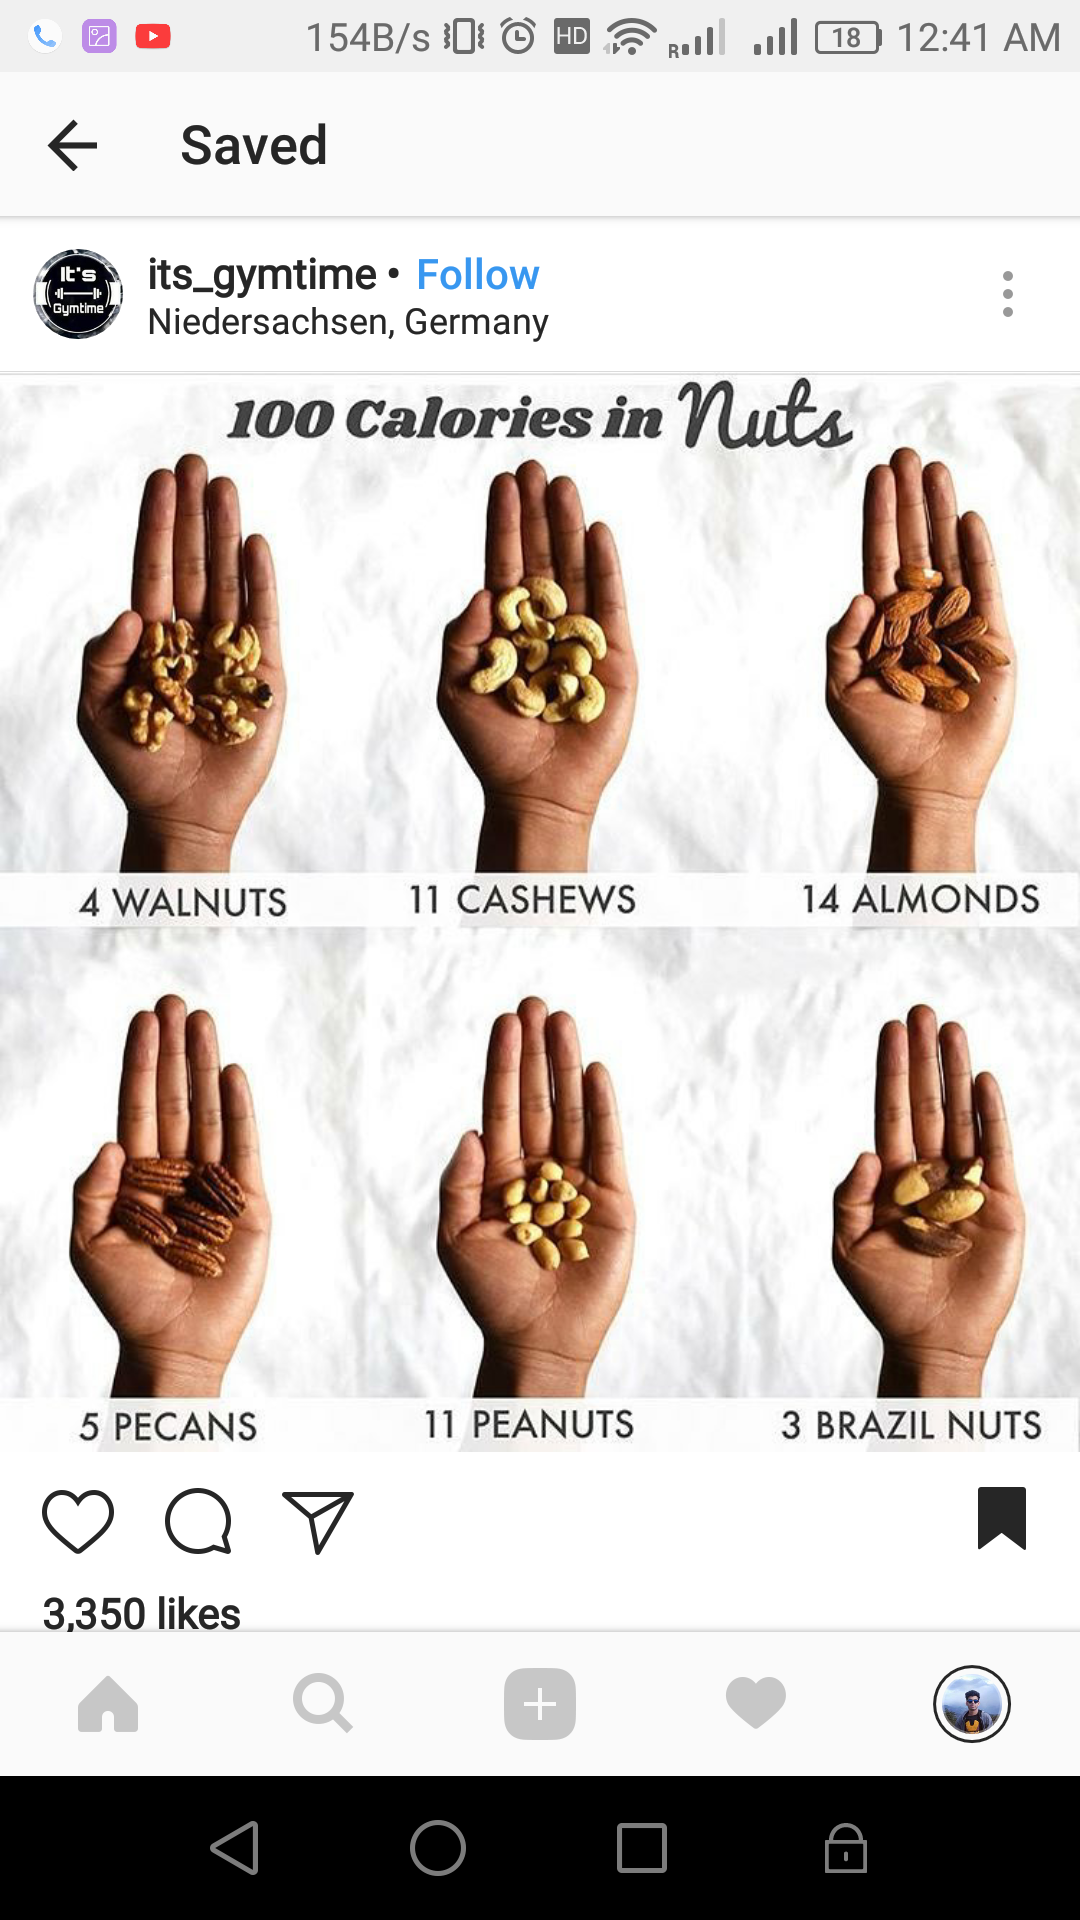 154B/s HD R 18 12:41 AM
Saved
It's
Gymtime
its_gymtime • Follow
Niedersachsen, Germany
100 Calories in Nuts
4 WALNUTS 11 CASHEWS 14 ALMONDS
5 PECANS 11 PEANUTS 3 BRAZIL NUTS
3,350 likes